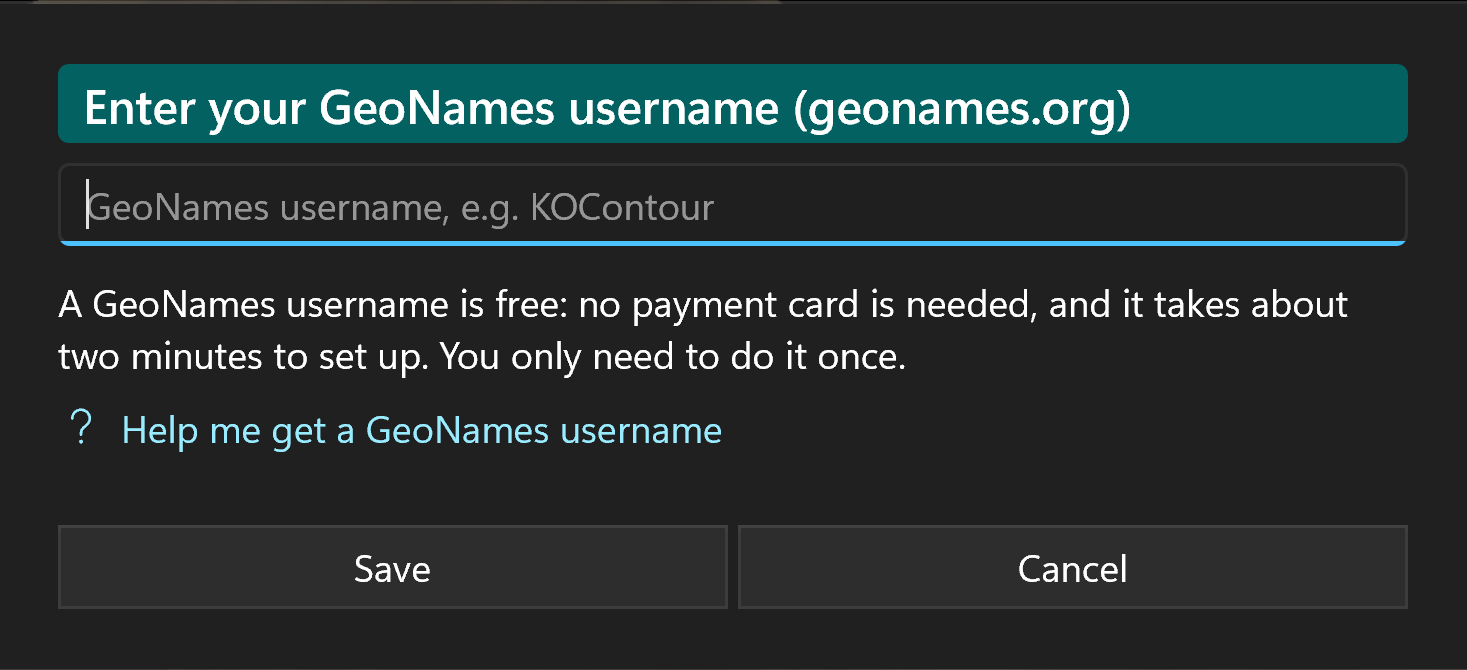 Enter your GeoNames username (geonames.org)
GeoNames username, e.g. KOContour
A GeoNames username is free: no payment card is needed, and it takes about
two minutes to set up. You only need to do it once.
? Help me get a GeoNames username
Save
Cancel